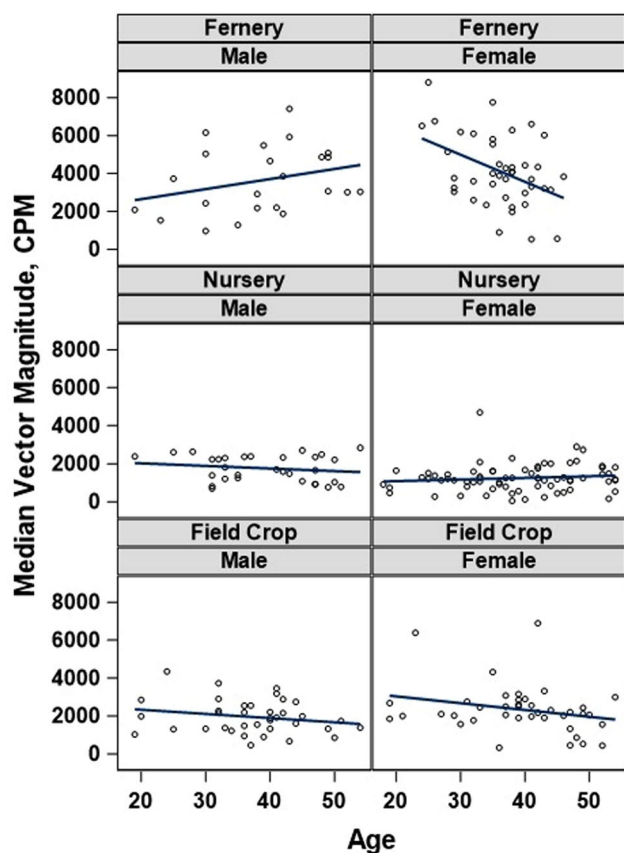 Fernery Fernery
Male Female
8000
6000
4000
2000
0
Nursery Nursery
Male Female
8000
6000
4000
2000
0
Field Crop Field Crop
Male Female
8000
6000
4000
2000
0
20 30 40 50 20 30 40 50
Age
Median Vector Magnitude, CPM